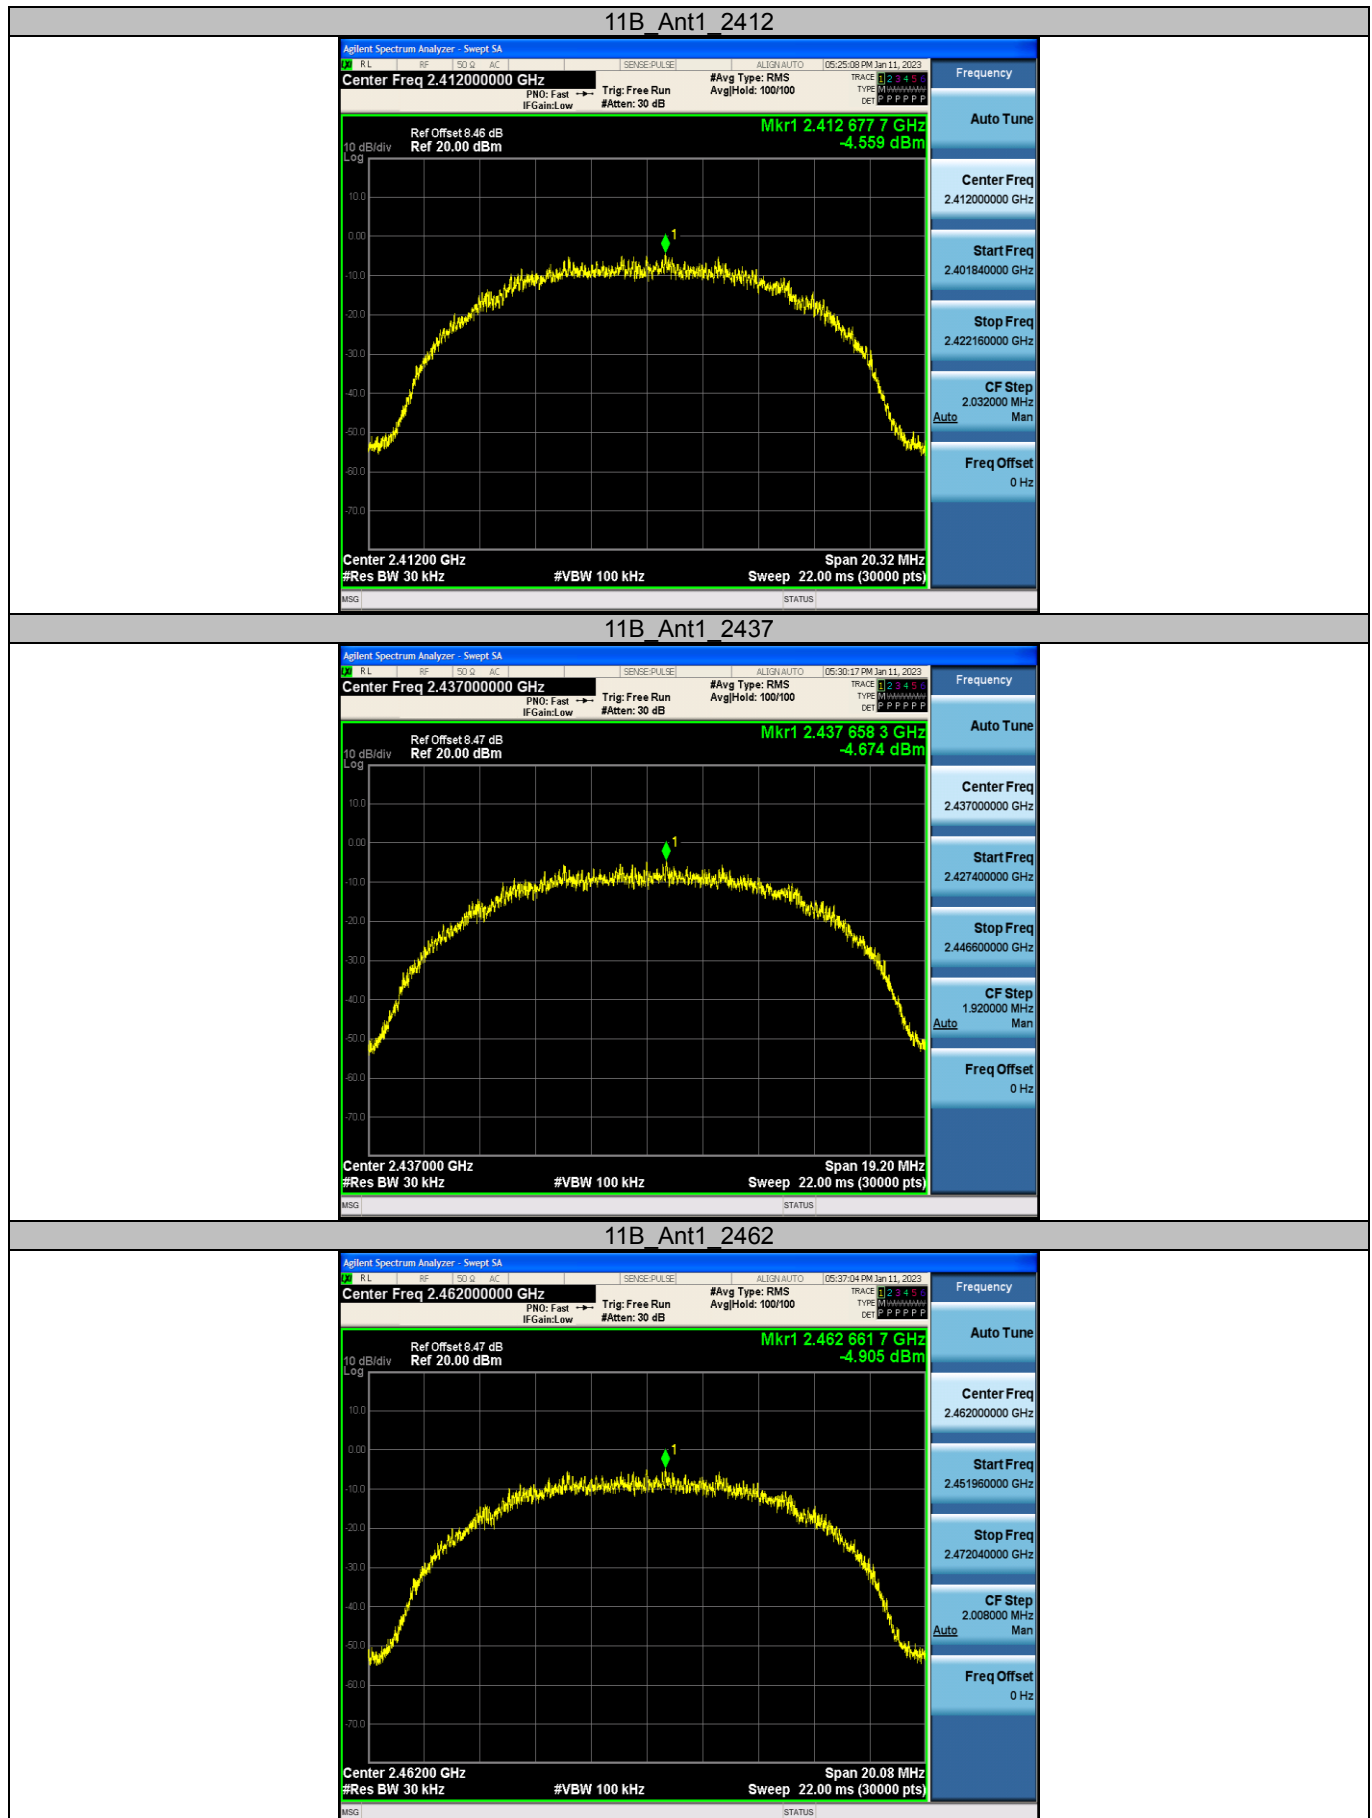 11B_Ant1_2412
Agilent Spectrum Analyzer - Swept SA
RL RF 50 Ω AC SENSE:PULSE ALIGN AUTO 05:25:08 PM Jan 11, 2023
Center Freq 2.412000000 GHz
PNO: Fast
IFGain:Low
Trig: Free Run
#Atten: 30 dB
#Avg Type: RMS
Avg|Hold: 100/100
TRACE 1 2 3 4 5 6
TYPE M
DET P P P P P P
Mkr1 2.412 677 7 GHz
-4.559 dBm
Ref Offset 8.46 dB
10 dB/div Ref 20.00 dBm
Log
10.0
0.00
-10.0
-20.0
-30.0
-40.0
-50.0
-60.0
-70.0
1
Center 2.41200 GHz Span 20.32 MHz
#Res BW 30 kHz #VBW 100 kHz Sweep 22.00 ms (30000 pts)
MSG STATUS
Frequency
Auto Tune
Center Freq
2.412000000 GHz
Start Freq
2.401840000 GHz
Stop Freq
2.422160000 GHz
CF Step
2.032000 MHz
Auto Man
Freq Offset
0 Hz
11B_Ant1_2437
Agilent Spectrum Analyzer - Swept SA
RL RF 50 Ω AC SENSE:PULSE ALIGN AUTO 05:30:17 PM Jan 11, 2023
Center Freq 2.437000000 GHz
PNO: Fast
IFGain:Low
Trig: Free Run
#Atten: 30 dB
#Avg Type: RMS
Avg|Hold: 100/100
TRACE 1 2 3 4 5 6
TYPE M
DET P P P P P P
Mkr1 2.437 658 3 GHz
-4.674 dBm
Ref Offset 8.47 dB
10 dB/div Ref 20.00 dBm
Log
10.0
0.00
-10.0
-20.0
-30.0
-40.0
-50.0
-60.0
-70.0
1
Center 2.437000 GHz Span 19.20 MHz
#Res BW 30 kHz #VBW 100 kHz Sweep 22.00 ms (30000 pts)
MSG STATUS
Frequency
Auto Tune
Center Freq
2.437000000 GHz
Start Freq
2.427400000 GHz
Stop Freq
2.446600000 GHz
CF Step
1.920000 MHz
Auto Man
Freq Offset
0 Hz
11B_Ant1_2462
Agilent Spectrum Analyzer - Swept SA
RL RF 50 Ω AC SENSE:PULSE ALIGN AUTO 05:37:04 PM Jan 11, 2023
Center Freq 2.462000000 GHz
PNO: Fast
IFGain:Low
Trig: Free Run
#Atten: 30 dB
#Avg Type: RMS
Avg|Hold: 100/100
TRACE 1 2 3 4 5 6
TYPE M
DET P P P P P P
Mkr1 2.462 661 7 GHz
-4.905 dBm
Ref Offset 8.47 dB
10 dB/div Ref 20.00 dBm
Log
10.0
0.00
-10.0
-20.0
-30.0
-40.0
-50.0
-60.0
-70.0
1
Center 2.46200 GHz Span 20.08 MHz
#Res BW 30 kHz #VBW 100 kHz Sweep 22.00 ms (30000 pts)
MSG STATUS
Frequency
Auto Tune
Center Freq
2.462000000 GHz
Start Freq
2.451960000 GHz
Stop Freq
2.472040000 GHz
CF Step
2.008000 MHz
Auto Man
Freq Offset
0 Hz